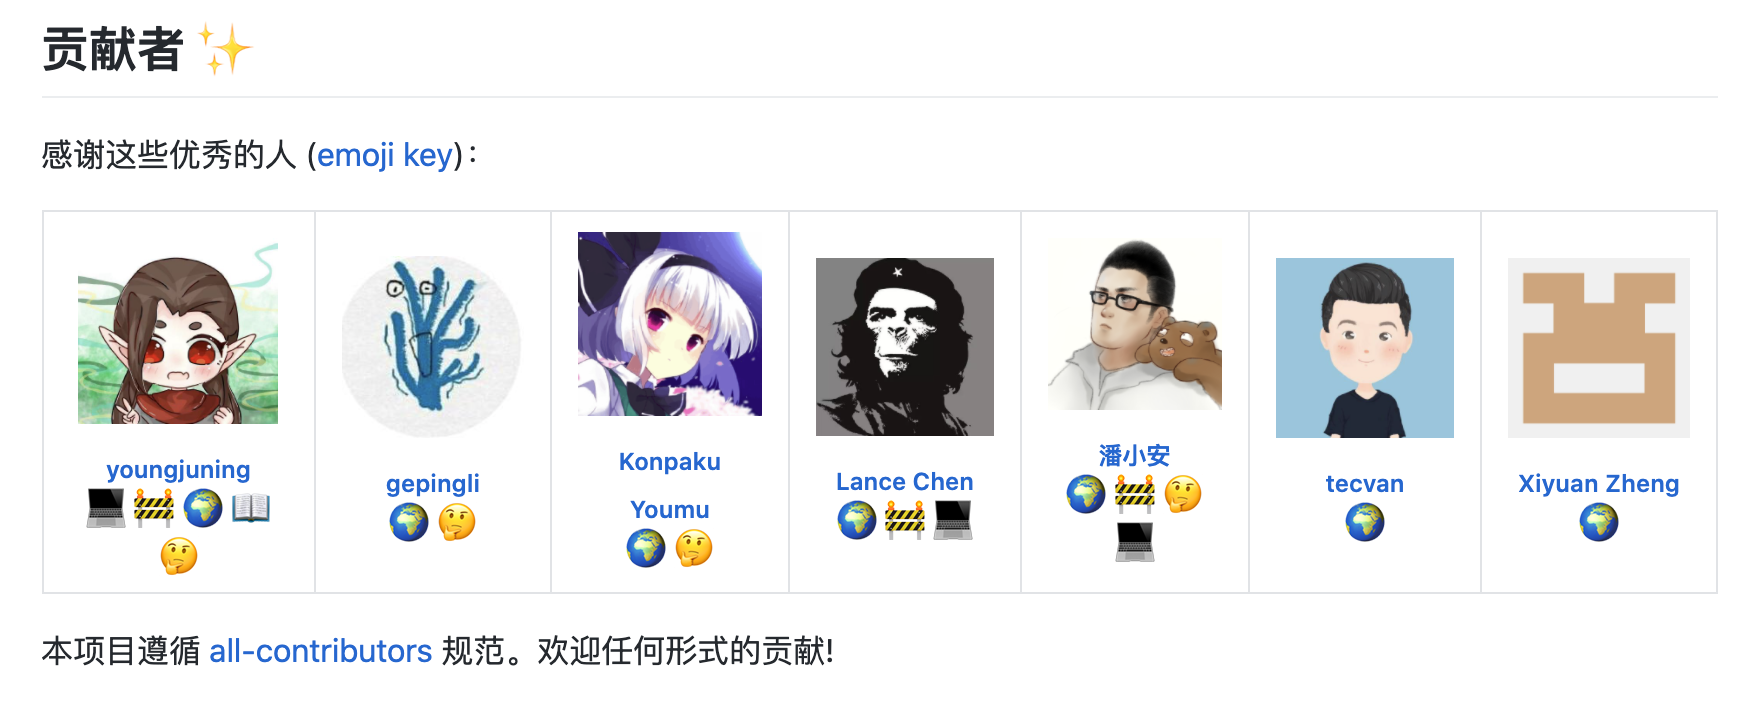 贡献者 ✨
感谢这些优秀的人 (emoji key)：
youngjuning
💻 🚧 🌍 📖
🤔
gepingli
🌍 🤔
Konpaku
Youmu
🌍 🤔
Lance Chen
🌍 🚧 💻
潘小安
🌍 🚧 🤔
💻
tecvan
🌍
Xiyuan Zheng
🌍
本项目遵循 all-contributors 规范。欢迎任何形式的贡献!